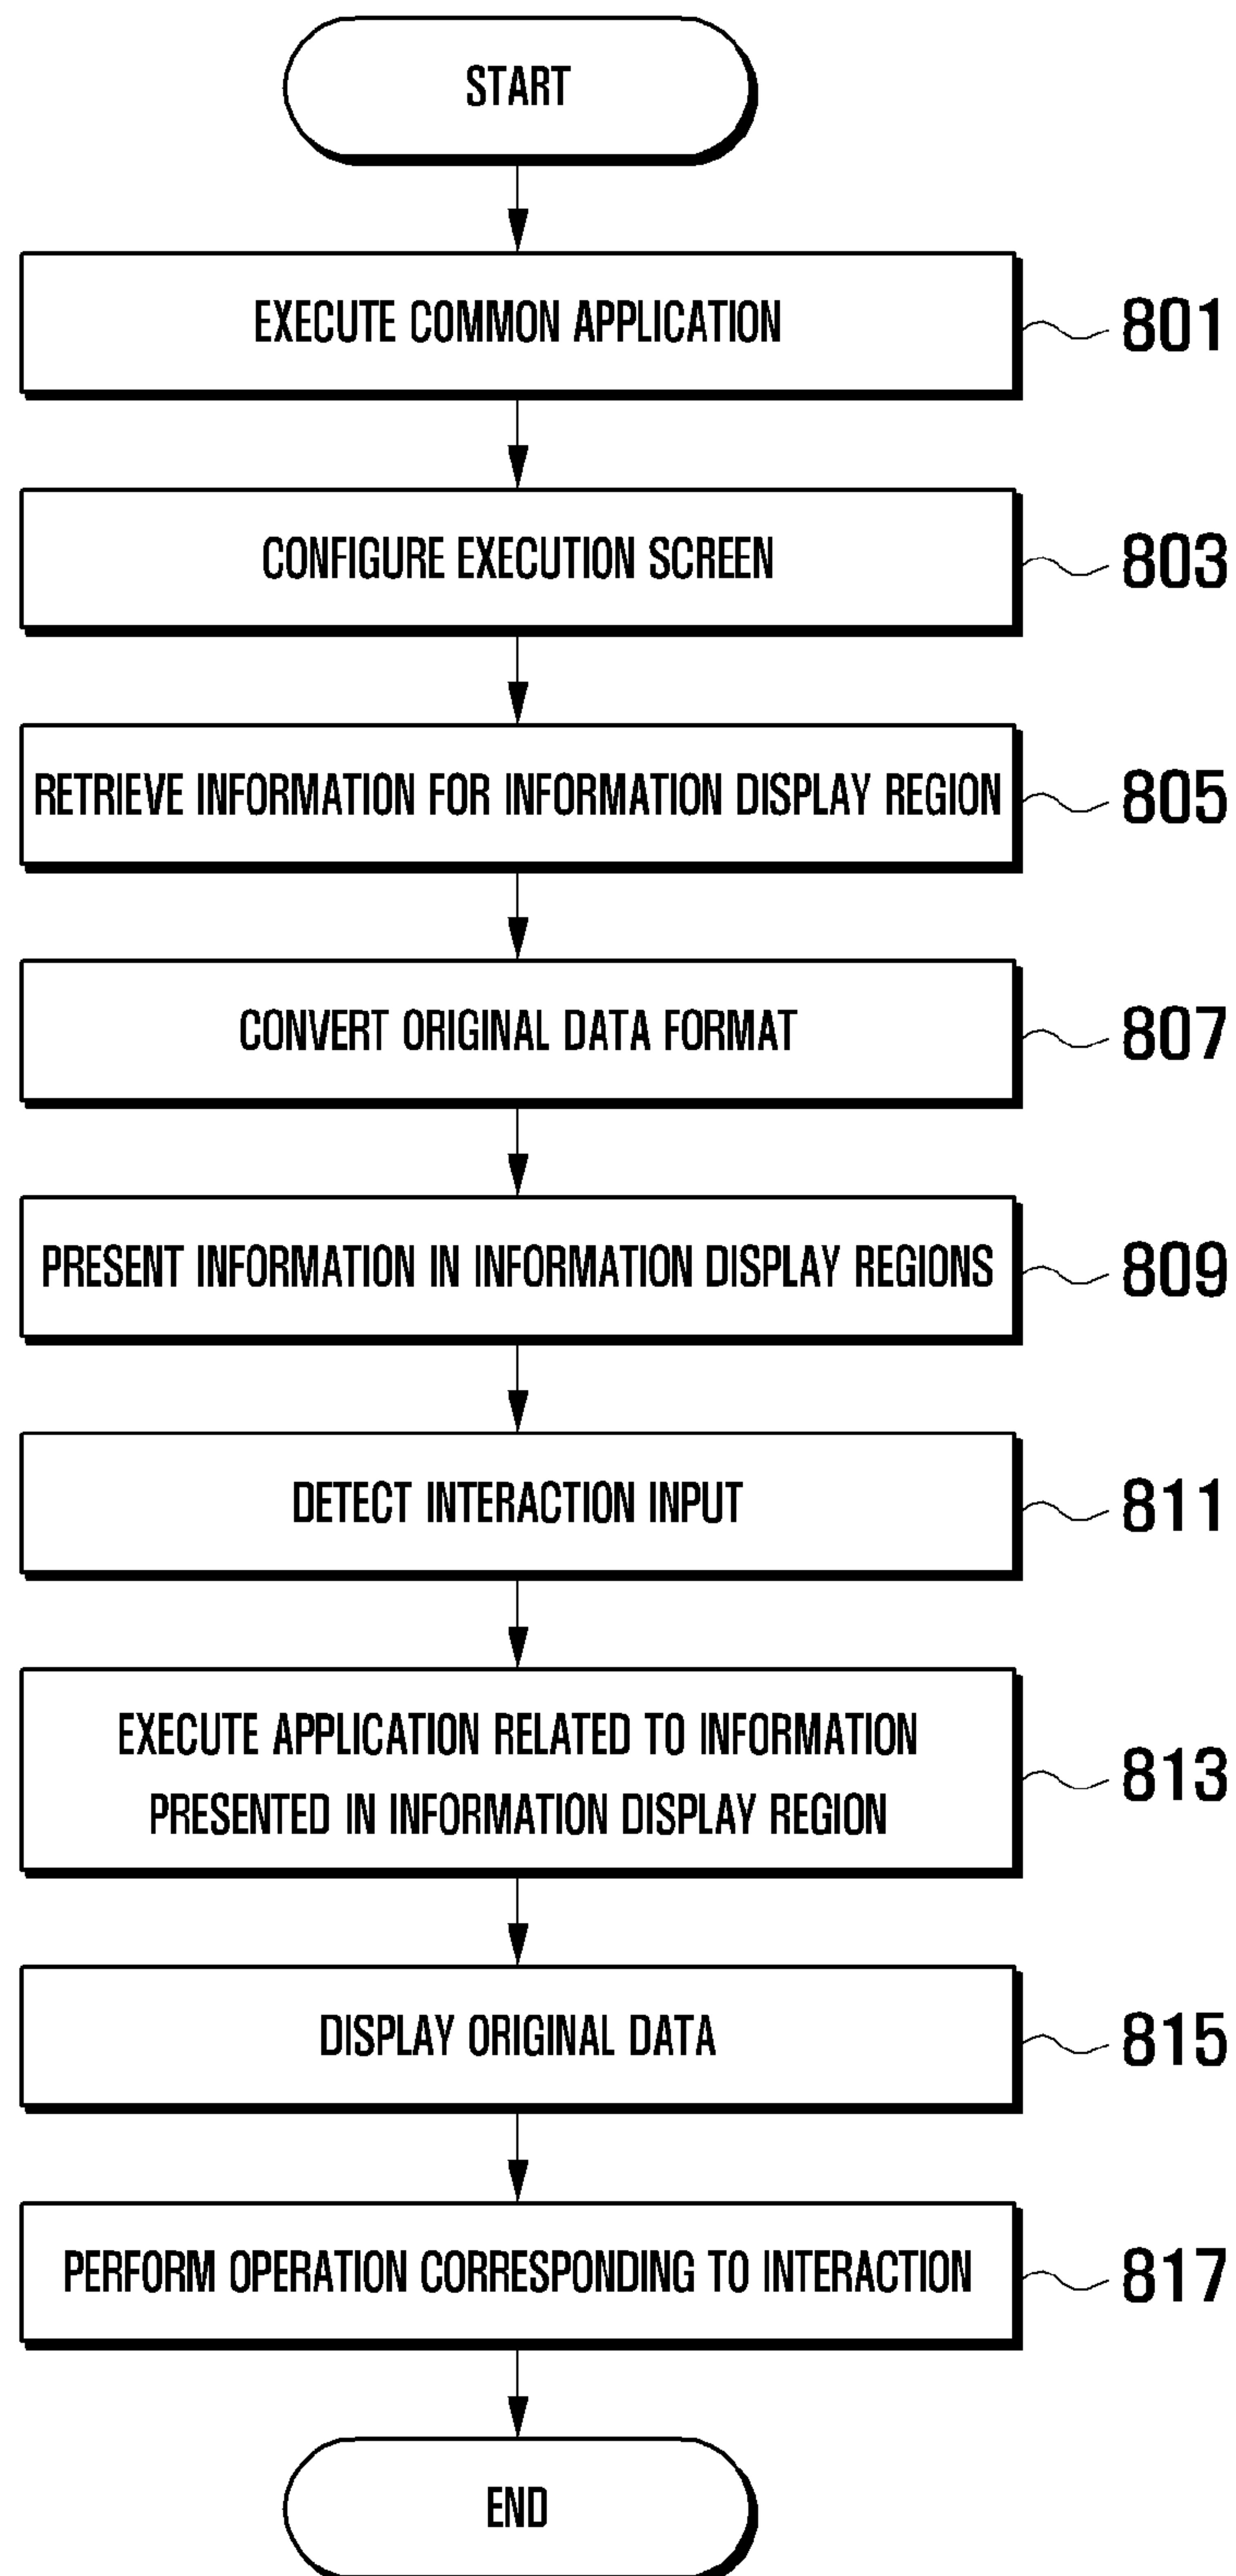 START
EXECUTE COMMON APPLICATION
801
CONFIGURE EXECUTION SCREEN
803
RETRIEVE INFORMATION FOR INFORMATION DISPLAY REGION
805
CONVERT ORIGINAL DATA FORMAT
807
PRESENT INFORMATION IN INFORMATION DISPLAY REGIONS
809
DETECT INTERACTION INPUT
811
EXECUTE APPLICATION RELATED TO INFORMATION
PRESENTED IN INFORMATION DISPLAY REGION
813
DISPLAY ORIGINAL DATA
815
PERFORM OPERATION CORRESPONDING TO INTERACTION
817
END